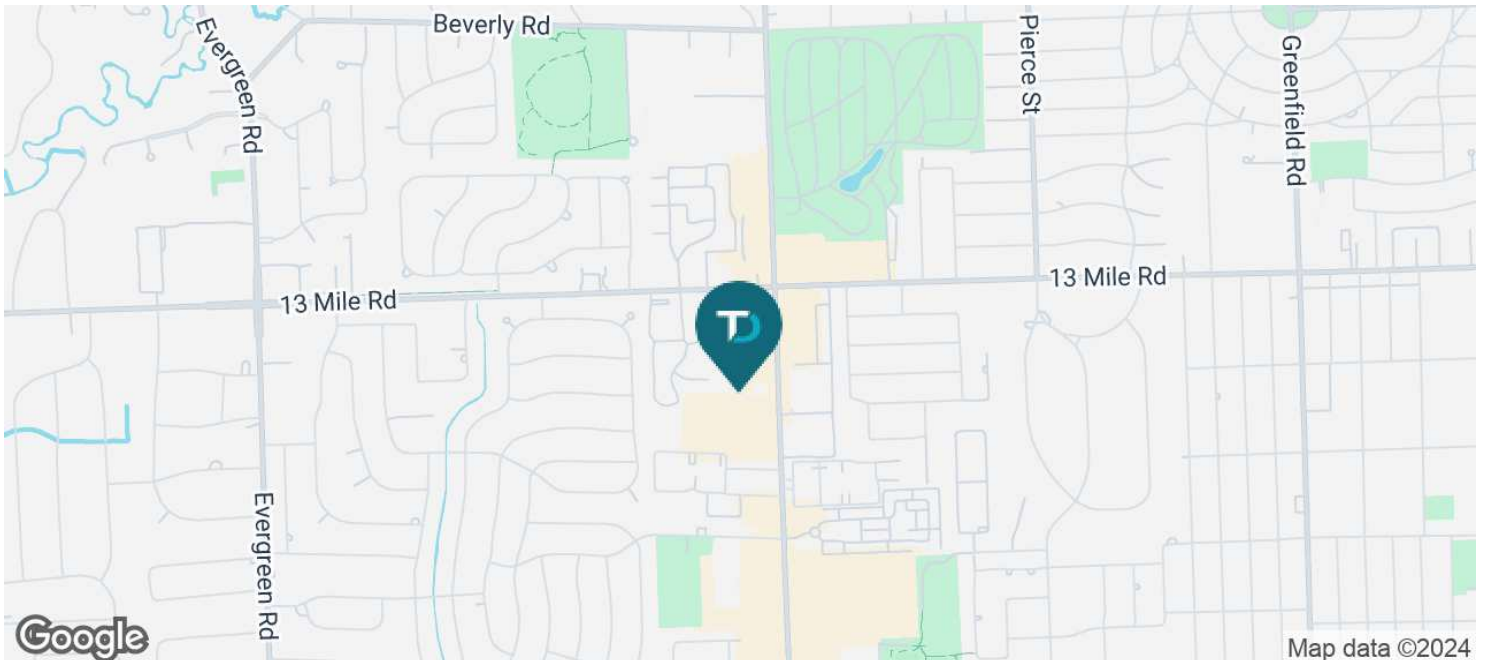 Beverly Rd
Evergreen Rd
Pierce St
Greenfield Rd
13 Mile Rd
13 Mile Rd
TD
Evergreen Rd
Google
Map data ©2024